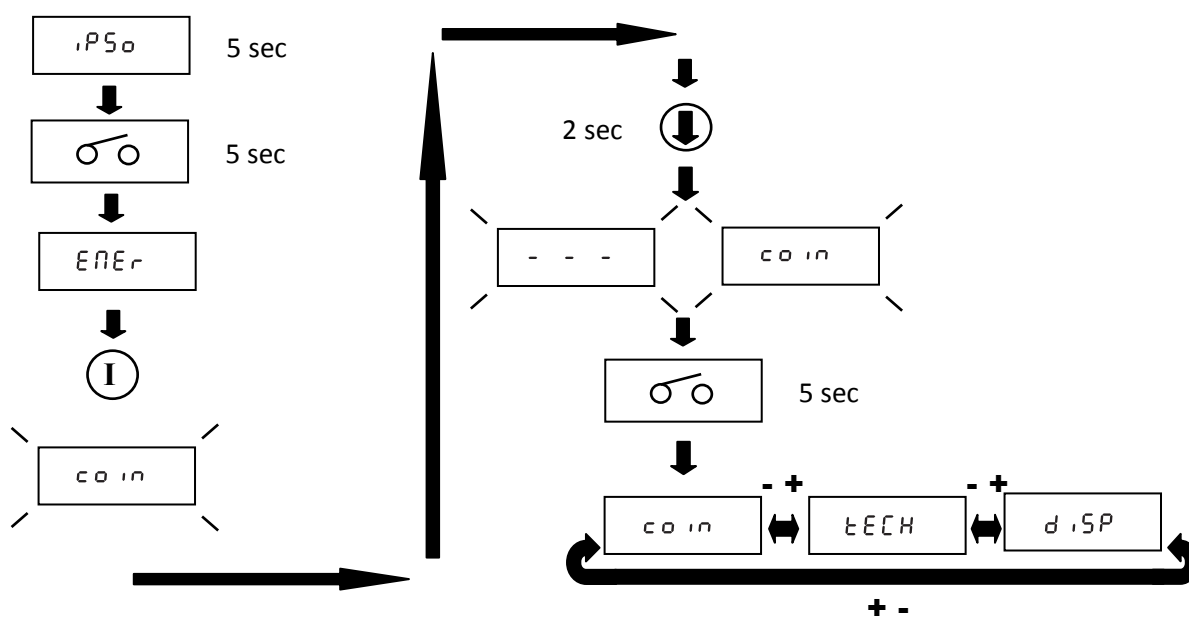 iPSo
5 sec
5 sec
EnEr
I
coin
2 sec
- - -
coin
5 sec
- +
- +
coin
tECH
diSP
+ -